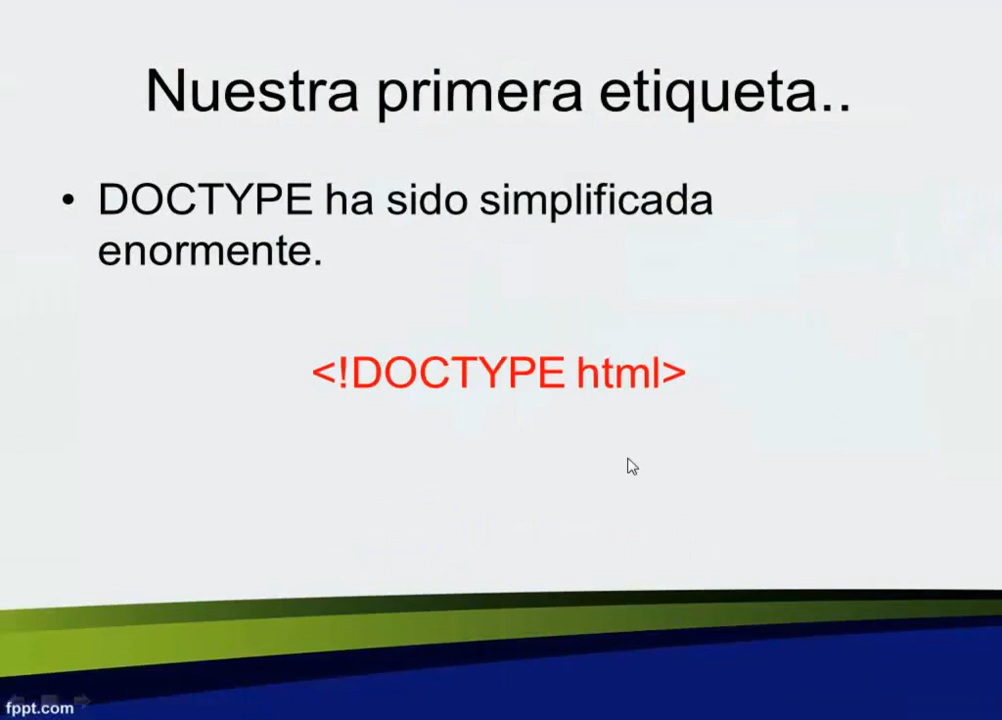 Nuestra primera etiqueta..
• DOCTYPE ha sido simplificada
enormente.
<!DOCTYPE html>
fppt.com